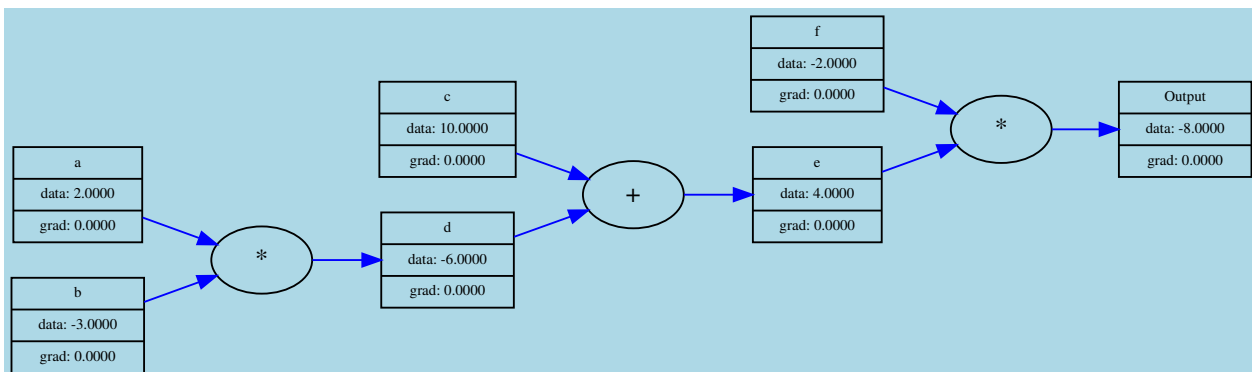 a
data: 2.0000
grad: 0.0000
b
data: -3.0000
grad: 0.0000
*
c
data: 10.0000
grad: 0.0000
d
data: -6.0000
grad: 0.0000
+
f
data: -2.0000
grad: 0.0000
e
data: 4.0000
grad: 0.0000
*
Output
data: -8.0000
grad: 0.0000